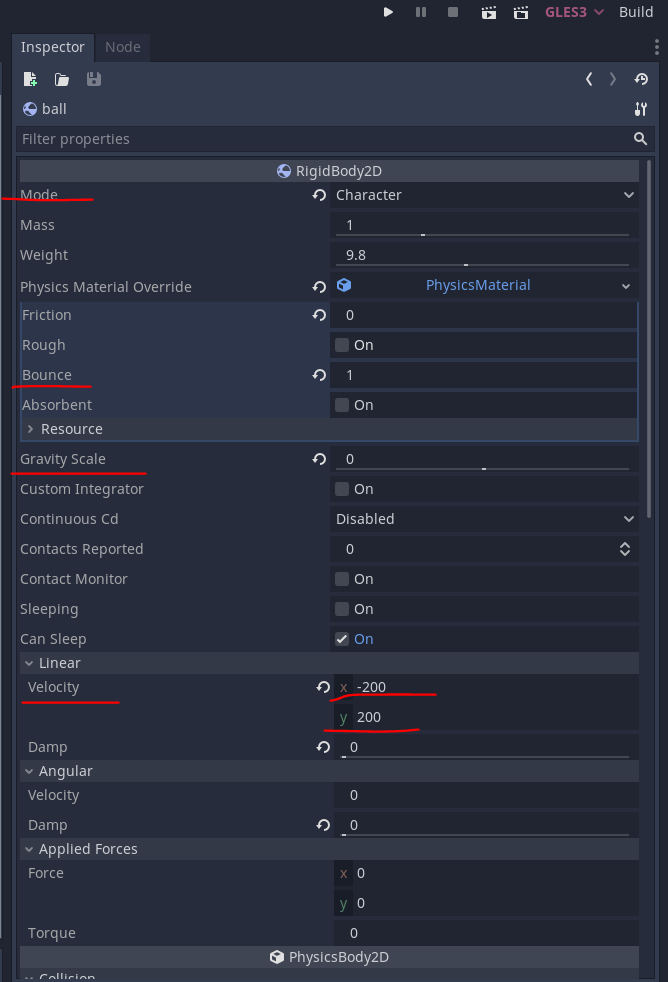 GLES3 Build
Inspector Node
ball
Filter properties
RigidBody2D
Mode Character
Mass 1
Weight 9.8
Physics Material Override PhysicsMaterial
Friction 0
Rough On
Bounce 1
Absorbent On
Resource
Gravity Scale 0
Custom Integrator On
Continuous Cd Disabled
Contacts Reported 0
Contact Monitor On
Sleeping On
Can Sleep On
Linear
Velocity x -200
y 200
Damp 0
Angular
Velocity 0
Damp 0
Applied Forces
Force x 0
y 0
Torque 0
PhysicsBody2D
Collision